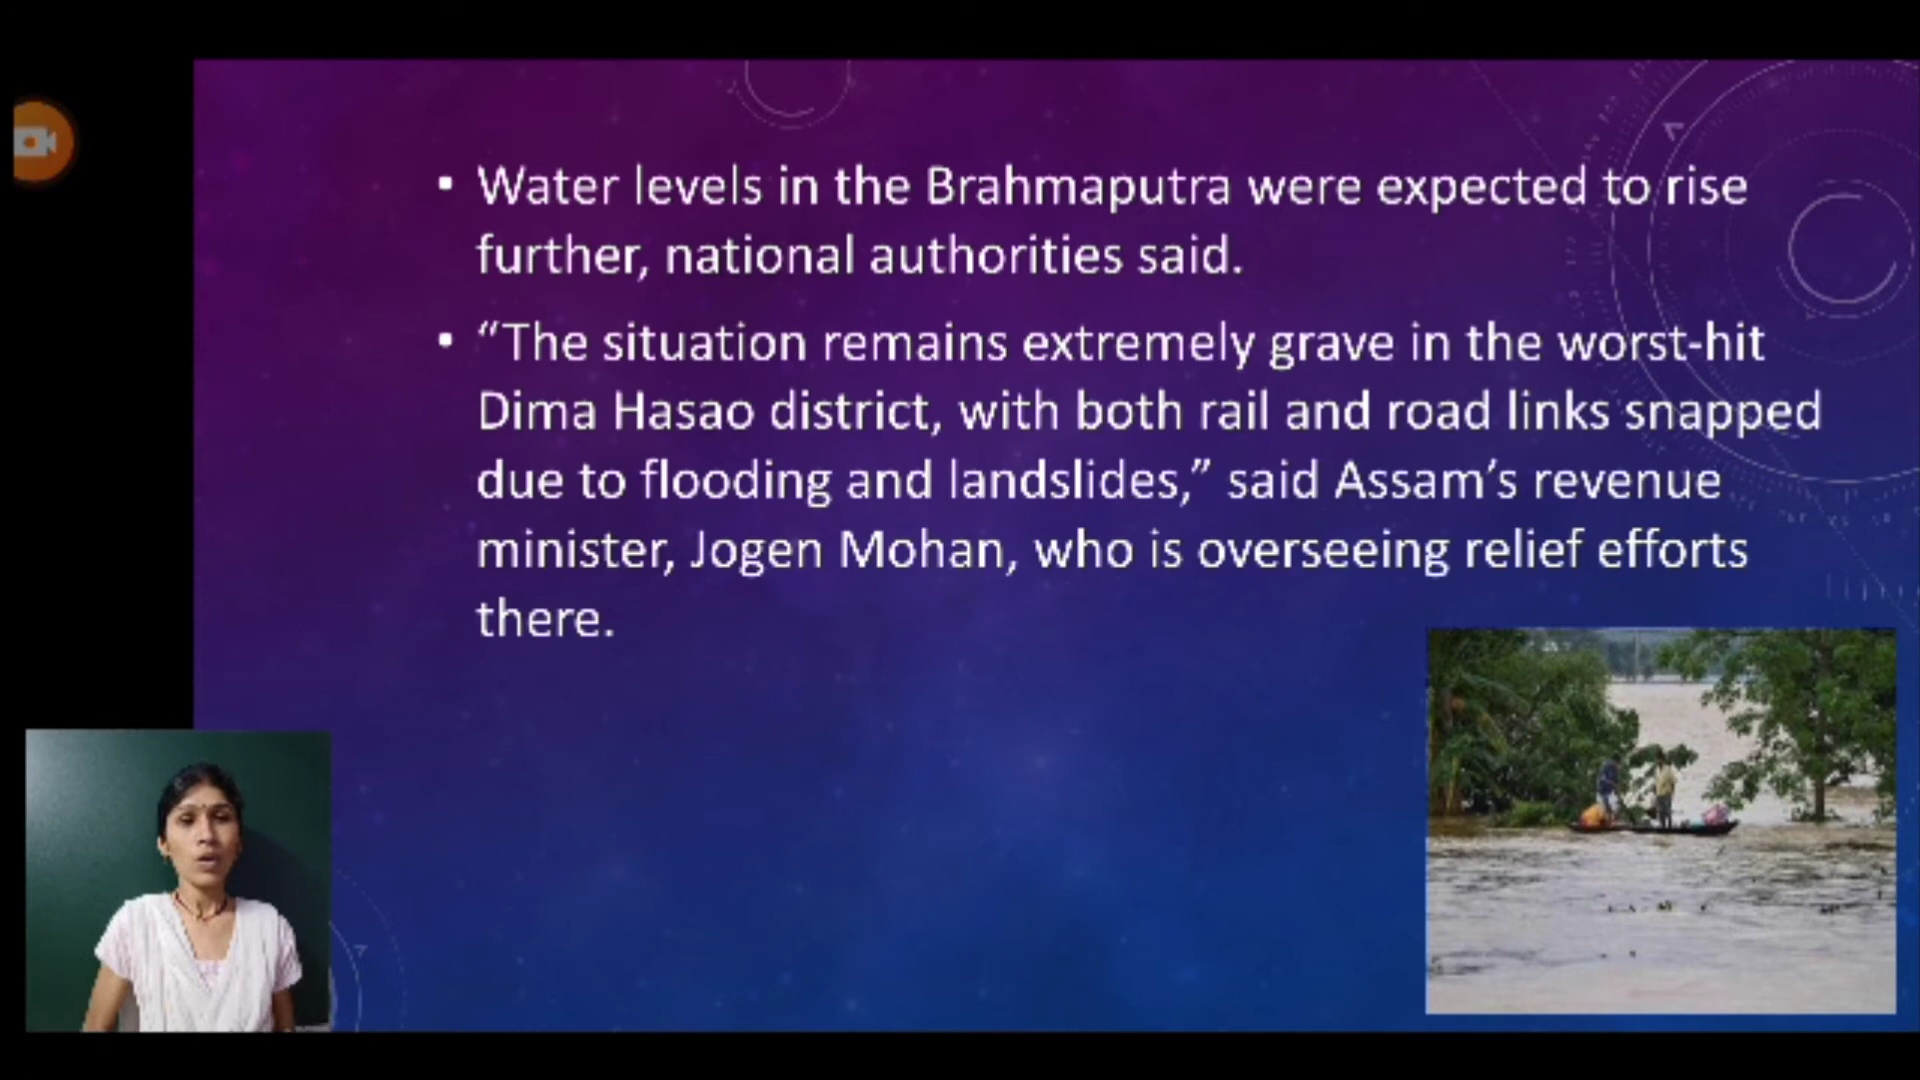 • Water levels in the Brahmaputra were expected to rise
further, national authorities said.
• “The situation remains extremely grave in the worst-hit
Dima Hasao district, with both rail and road links snapped
due to flooding and landslides,” said Assam’s revenue
minister, Jogen Mohan, who is overseeing relief efforts
there.